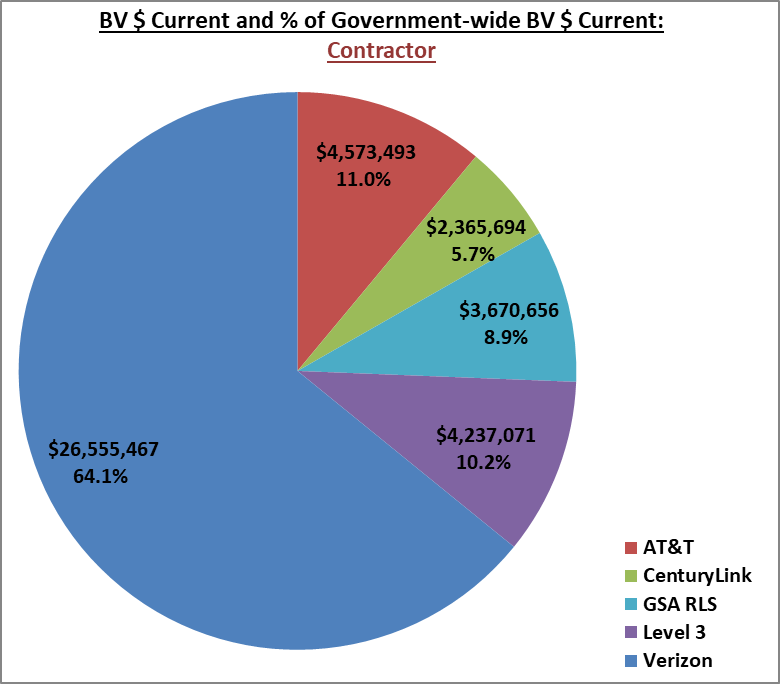 BV $ Current and % of Government-wide BV $ Current:
Contractor
$4,573,493
11.0%
$2,365,694
5.7%
$3,670,656
8.9%
$4,237,071
10.2%
$26,555,467
64.1%
AT&T
CenturyLink
GSA RLS
Level 3
Verizon